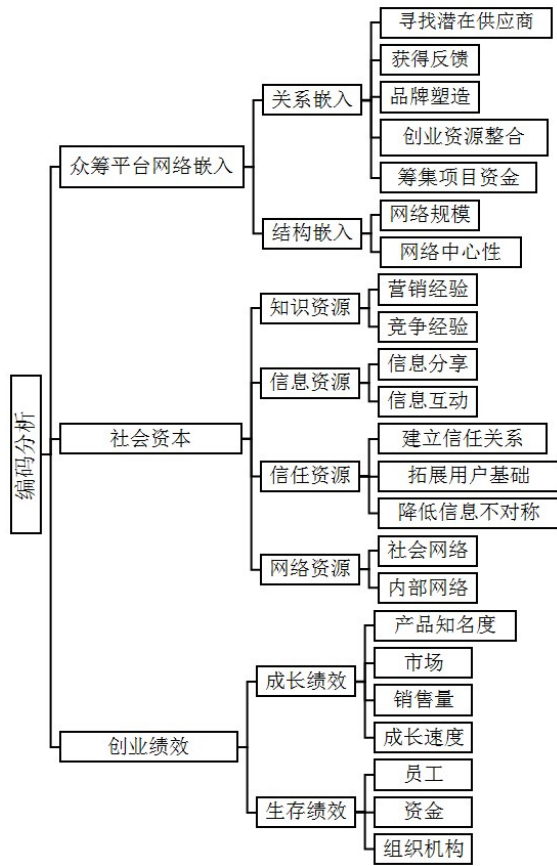 编码分析
众筹平台网络嵌入
关系嵌入
寻找潜在供应商
获得反馈
品牌塑造
创业资源整合
筹集项目资金
结构嵌入
网络规模
网络中心性
社会资本
知识资源
营销经验
竞争经验
信息资源
信息分享
信息互动
信任资源
建立信任关系
拓展用户基础
降低信息不对称
网络资源
社会网络
内部网络
创业绩效
成长绩效
产品知名度
市场
销售量
成长速度
生存绩效
员工
资金
组织机构